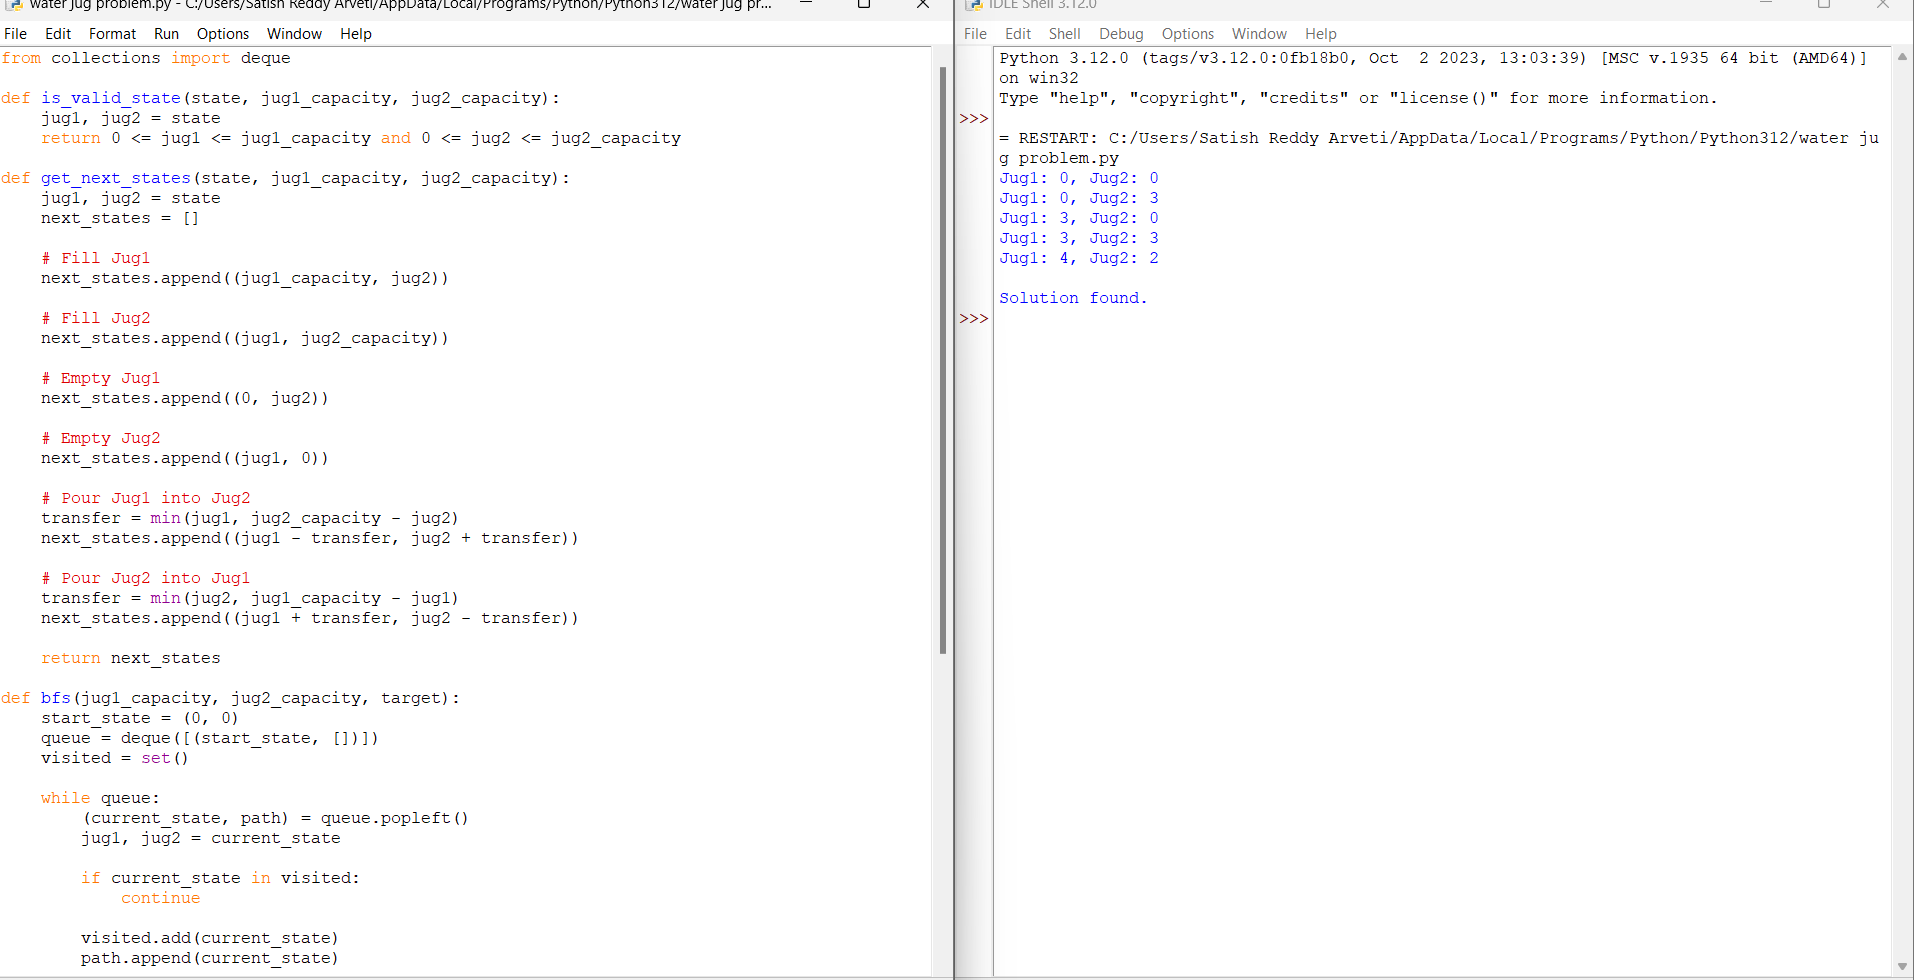 water jug problem.py - C:/Users/Satish Reddy Arveti/AppData/Local/Programs/Python/Python312/water jug pr...
File Edit Format Run Options Window Help
from collections import deque

def is_valid_state(state, jug1_capacity, jug2_capacity):
    jug1, jug2 = state
    return 0 <= jug1 <= jug1_capacity and 0 <= jug2 <= jug2_capacity

def get_next_states(state, jug1_capacity, jug2_capacity):
    jug1, jug2 = state
    next_states = []

    # Fill Jug1
    next_states.append((jug1_capacity, jug2))

    # Fill Jug2
    next_states.append((jug1, jug2_capacity))

    # Empty Jug1
    next_states.append((0, jug2))

    # Empty Jug2
    next_states.append((jug1, 0))

    # Pour Jug1 into Jug2
    transfer = min(jug1, jug2_capacity - jug2)
    next_states.append((jug1 - transfer, jug2 + transfer))

    # Pour Jug2 into Jug1
    transfer = min(jug2, jug1_capacity - jug1)
    next_states.append((jug1 + transfer, jug2 - transfer))

    return next_states

def bfs(jug1_capacity, jug2_capacity, target):
    start_state = (0, 0)
    queue = deque([(start_state, [])])
    visited = set()

    while queue:
        (current_state, path) = queue.popleft()
        jug1, jug2 = current_state

        if current_state in visited:
            continue

        visited.add(current_state)
        path.append(current_state)
IDLE Shell 3.12.0
File Edit Shell Debug Options Window Help
Python 3.12.0 (tags/v3.12.0:0fb18b0, Oct  2 2023, 13:03:39) [MSC v.1935 64 bit (AMD64)]
on win32
Type "help", "copyright", "credits" or "license()" for more information.
>>>
= RESTART: C:/Users/Satish Reddy Arveti/AppData/Local/Programs/Python/Python312/water ju
g problem.py
Jug1: 0, Jug2: 0
Jug1: 0, Jug2: 3
Jug1: 3, Jug2: 0
Jug1: 3, Jug2: 3
Jug1: 4, Jug2: 2

Solution found.
>>>